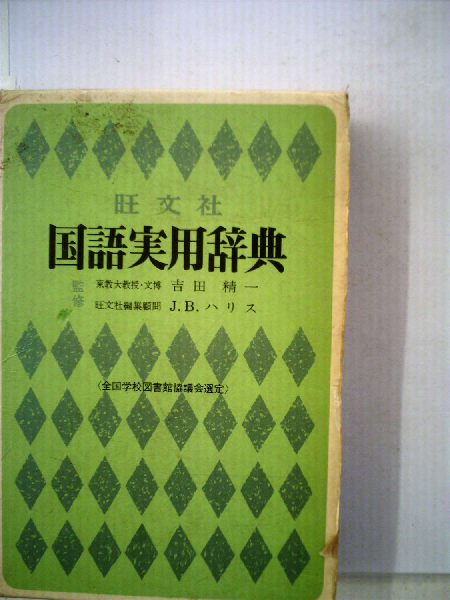 旺文社
国語実用辞典
監修
東教大教授・文博 吉田精一
旺文社編集顧問 J.B.ハリス
〈全国学校図書館協議会選定〉